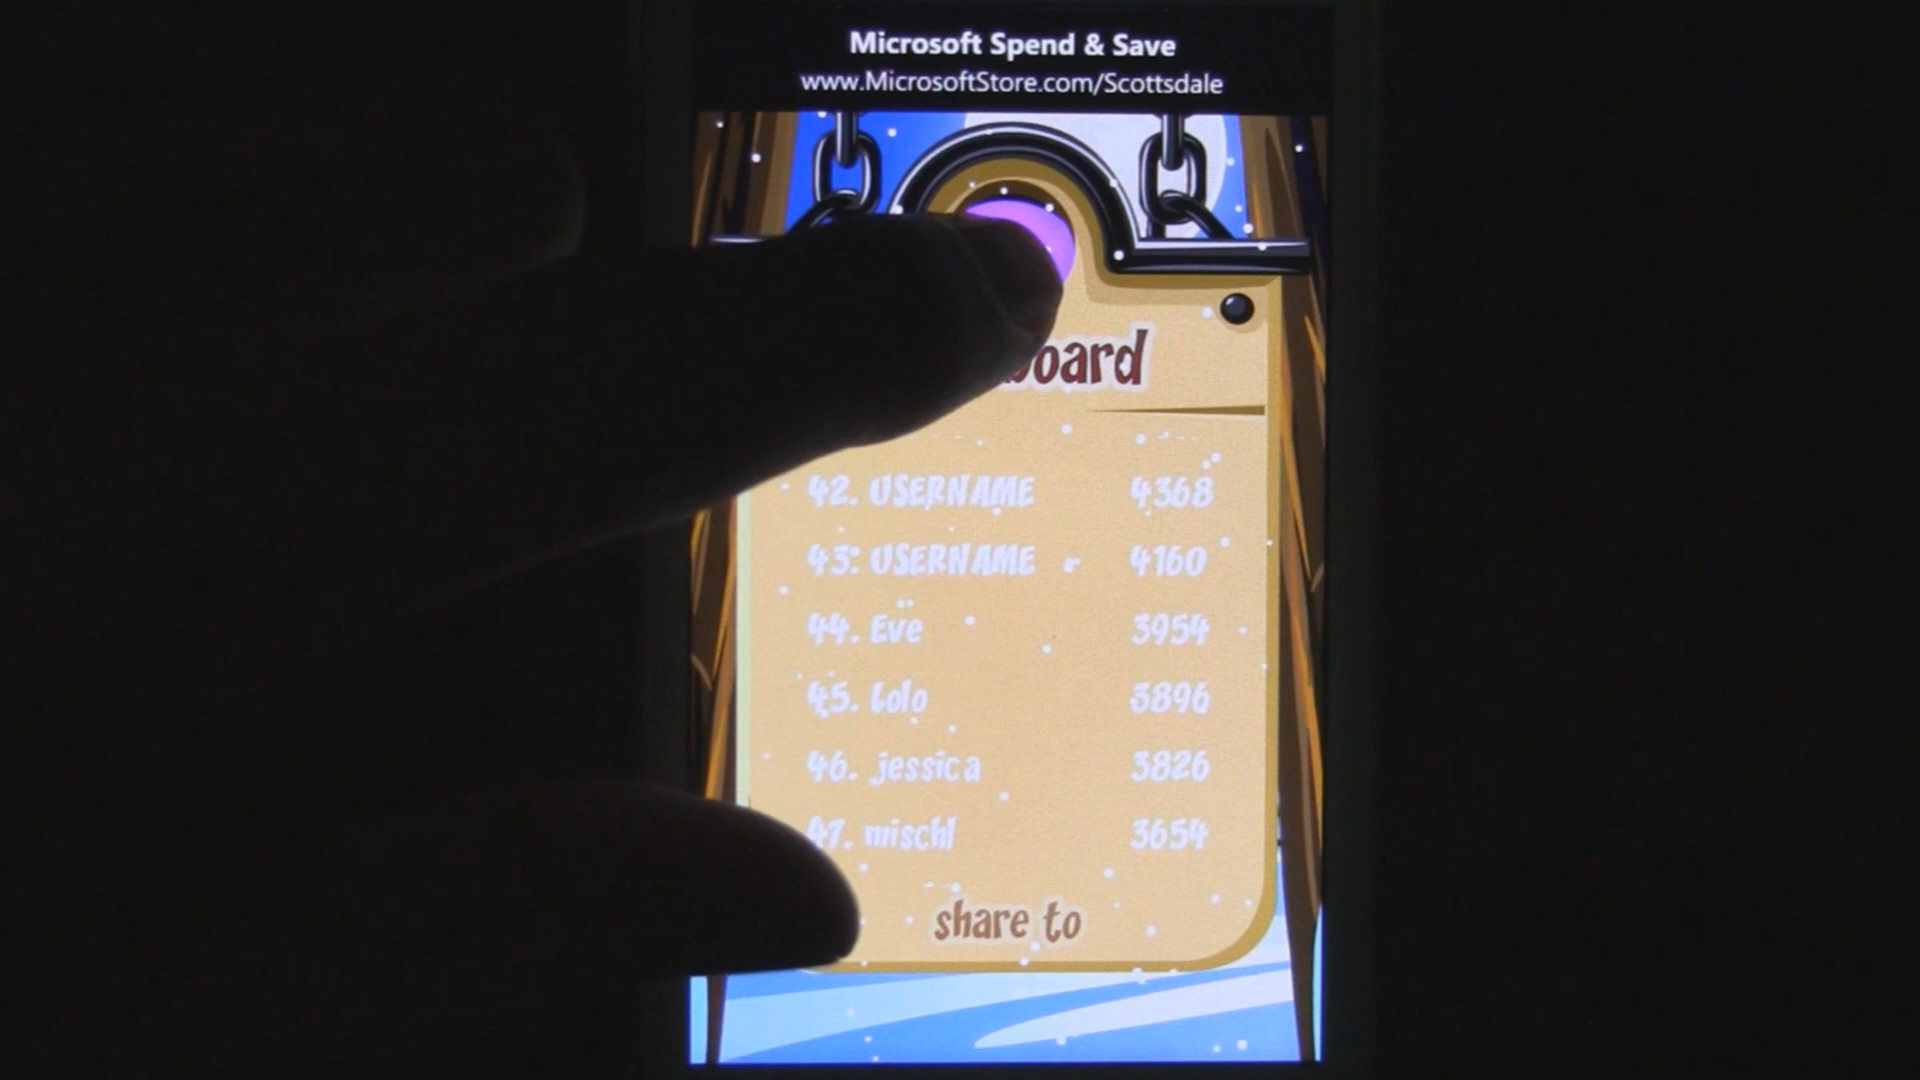 Microsoft Spend & Save
www.MicrosoftStore.com/Scottsdale
board
42. USERNAME 4368
43. USERNAME 4160
44. Eve 3954
45. Lolo 3896
46. jessica 3826
47. mischl 3654
share to